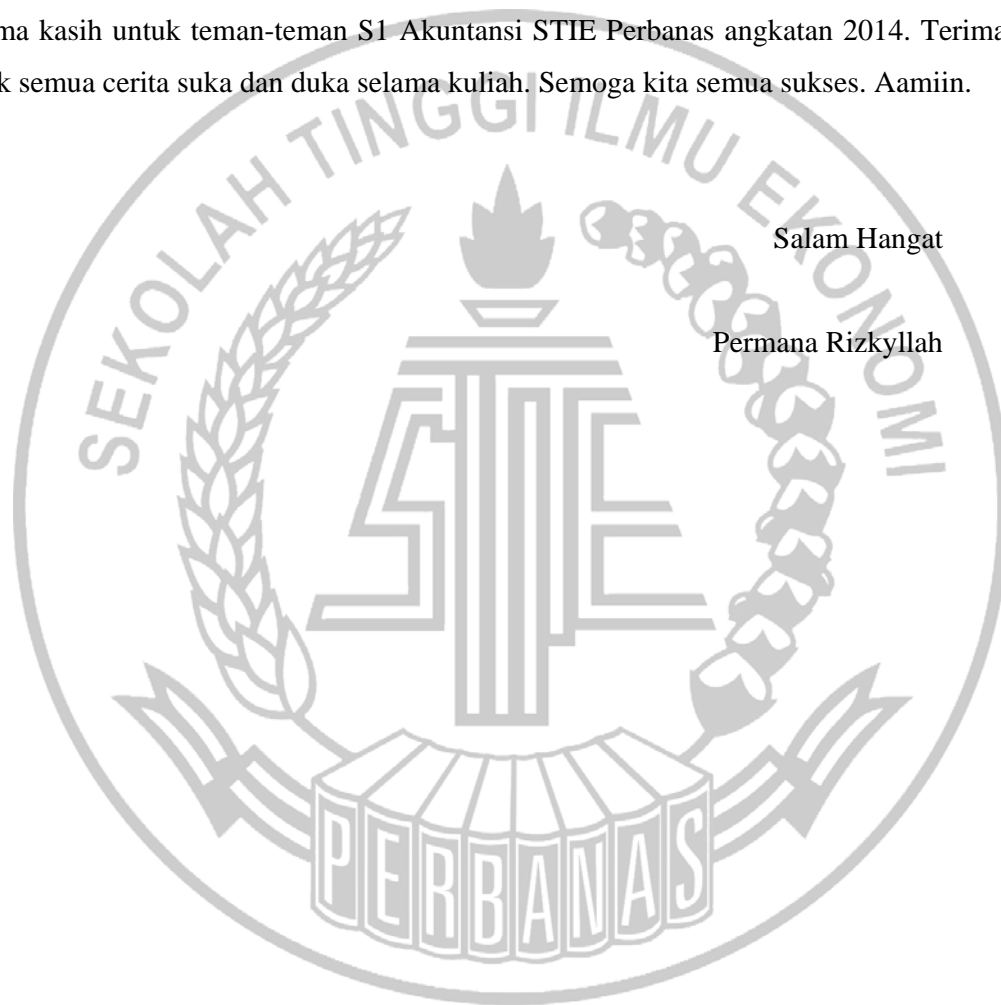 ma kasih untuk teman-teman S1 Akuntansi STIE Perbanas angkatan 2014. Terima
k semua cerita suka dan duka selama kuliah. Semoga kita semua sukses. Aamiin.
SEKOLAH TINGGI ILMU EKONOMI
Salam Hangat
Permana Rizkyllah
STIE
PERBANAS